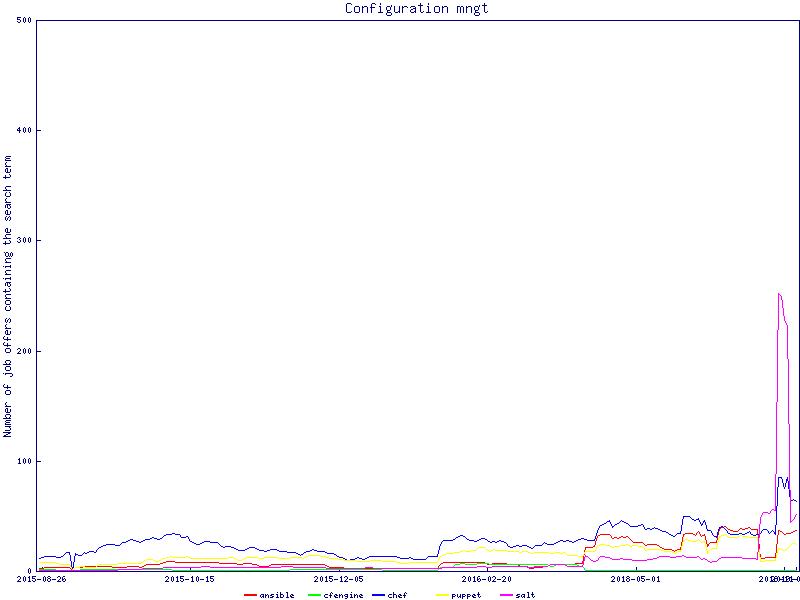 Configuration mngt
Number of job offers containing the search term
500
400
300
200
100
0
2015-08-26 2015-10-15 2015-12-05 2016-02-20 2018-05-01
ansible cfengine chef puppet salt